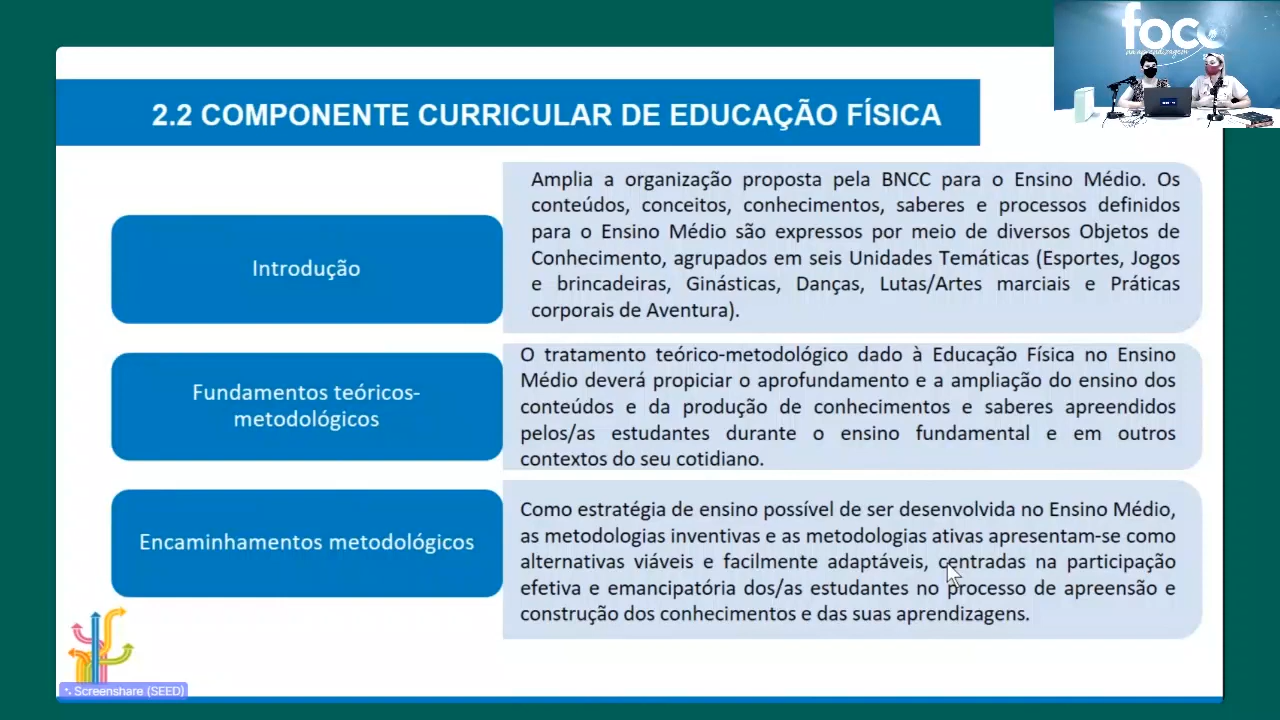 foco
na aprendizagem
2.2 COMPONENTE CURRICULAR DE EDUCAÇÃO FÍSICA
Introdução
Amplia a organização proposta pela BNCC para o Ensino Médio. Os
conteúdos, conceitos, conhecimentos, saberes e processos definidos
para o Ensino Médio são expressos por meio de diversos Objetos de
Conhecimento, agrupados em seis Unidades Temáticas (Esportes, Jogos
e brincadeiras, Ginásticas, Danças, Lutas/Artes marciais e Práticas
corporais de Aventura).
Fundamentos teóricos-
metodológicos
O tratamento teórico-metodológico dado à Educação Física no Ensino
Médio deverá propiciar o aprofundamento e a ampliação do ensino dos
conteúdos e da produção de conhecimentos e saberes apreendidos
pelos/as estudantes durante o ensino fundamental e em outros
contextos do seu cotidiano.
Encaminhamentos metodológicos
Como estratégia de ensino possível de ser desenvolvida no Ensino Médio,
as metodologias inventivas e as metodologias ativas apresentam-se como
alternativas viáveis e facilmente adaptáveis, centradas na participação
efetiva e emancipatória dos/as estudantes no processo de apreensão e
construção dos conhecimentos e das suas aprendizagens.
Screenshare (SEED)